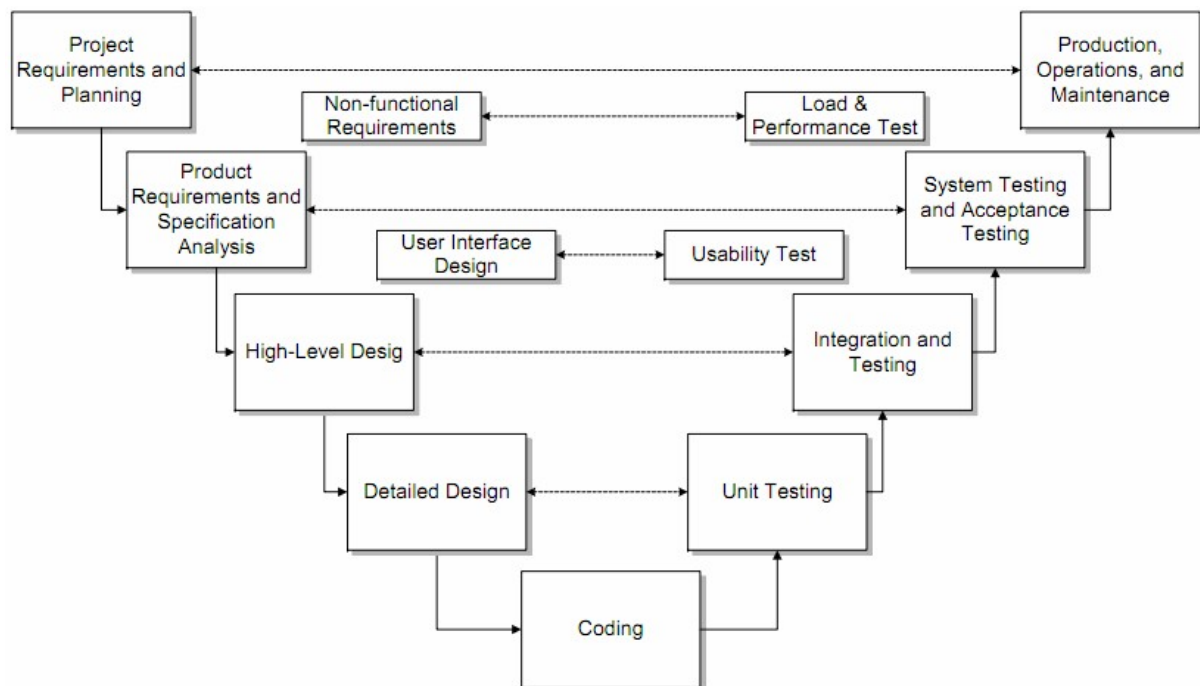 Project
Requirements and
Planning
Production,
Operations, and
Maintenance
Non-functional
Requirements
Load &
Performance Test
Product
Requirements and
Specification
Analysis
System Testing
and Acceptance
Testing
User Interface
Design
Usability Test
High-Level Desig
Integration and
Testing
Detailed Design
Unit Testing
Coding